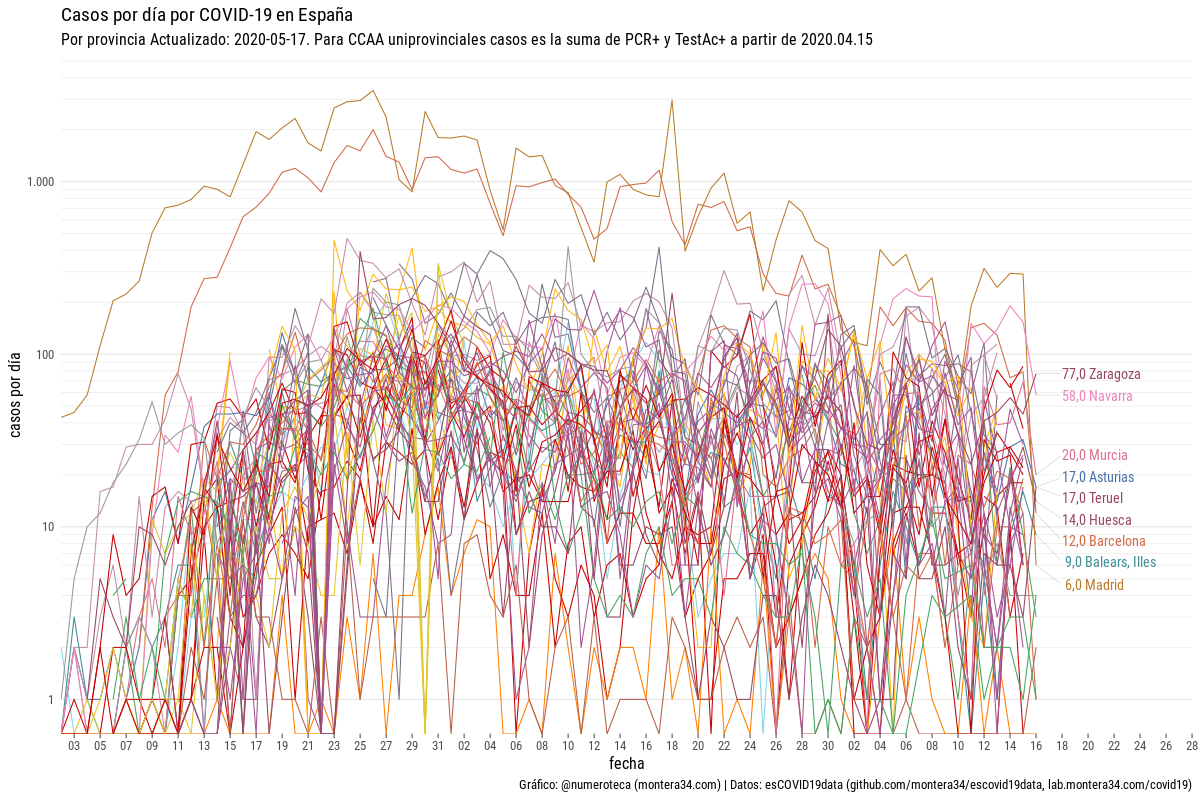 Casos por día por COVID-19 en España
Por provincia Actualizado: 2020-05-17. Para CCAA uniprovinciales casos es la suma de PCR+ y TestAc+ a partir de 2020.04.15
casos por día
1.000
100
10
1
77,0 Zaragoza
58,0 Navarra
20,0 Murcia
17,0 Asturias
17,0 Teruel
14,0 Huesca
12,0 Barcelona
9,0 Balears, Illes
6,0 Madrid
03 05 07 09 11 13 15 17 19 21 23 25 27 29 31 02 04 06 08 10 12 14 16 18 20 22 24 26 28 30 02 04 06 08 10 12 14 16 18 20 22 24 26 28
fecha
Gráfico: @numeroteca (montera34.com) | Datos: esCOVID19data (github.com/montera34/escovid19data, lab.montera34.com/covid19)